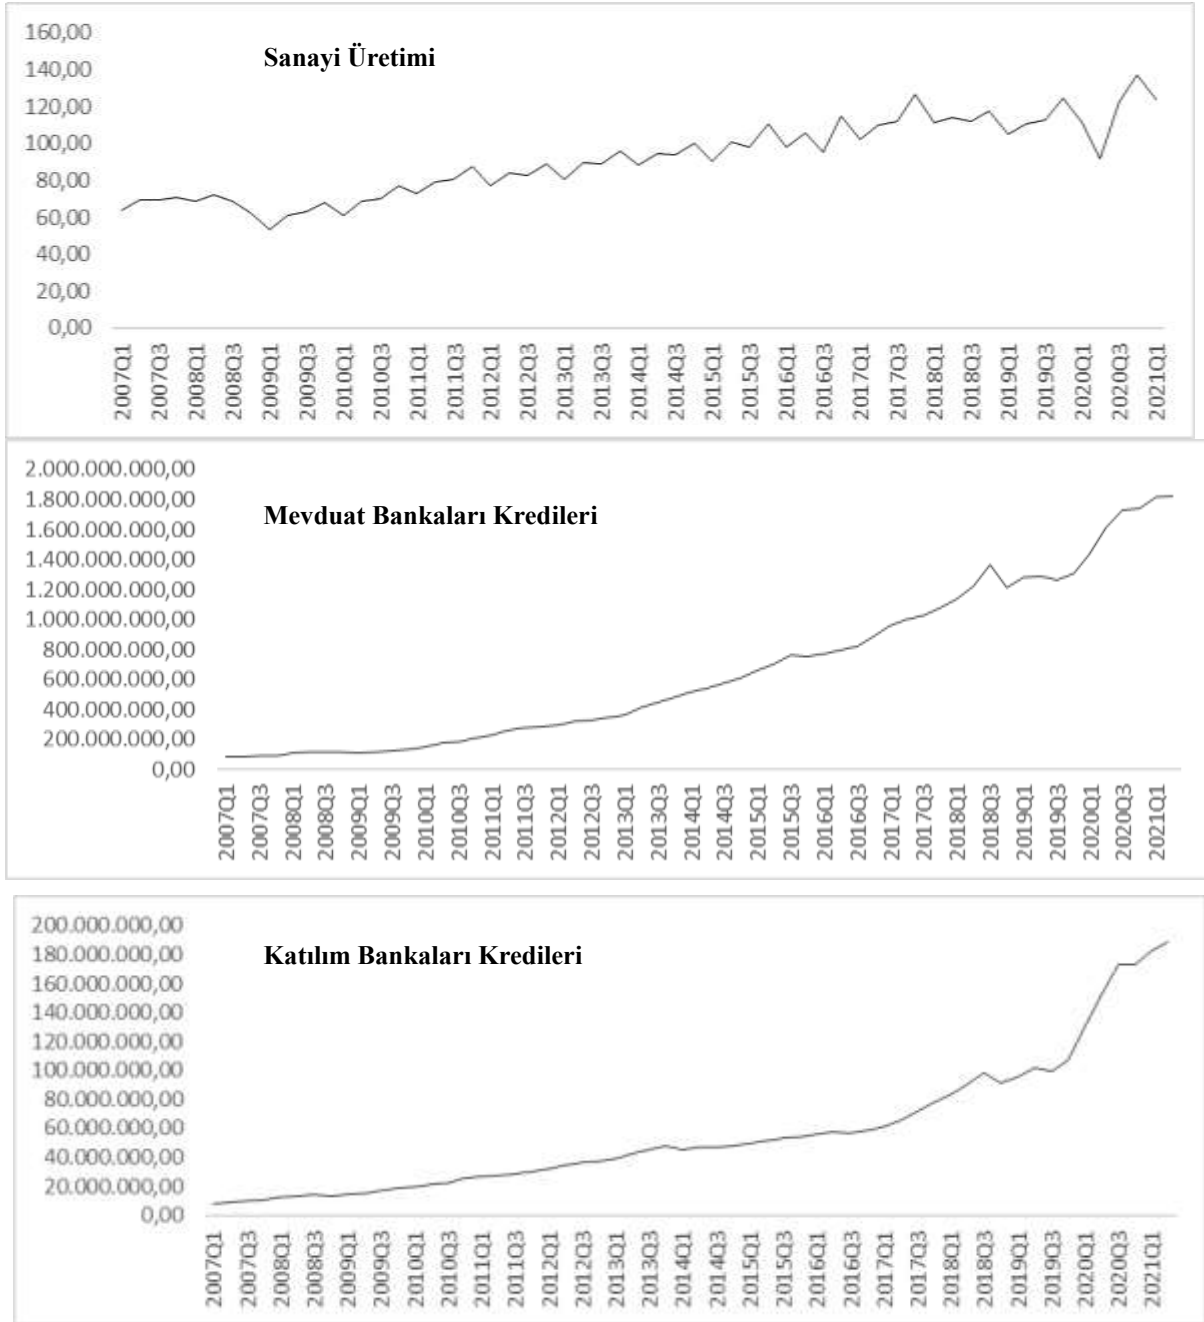 Sanayi Üretimi
160,00
140,00
120,00
100,00
80,00
60,00
40,00
20,00
0,00
2007Q1
2007Q3
2008Q1
2008Q3
2009Q1
2009Q3
2010Q1
2010Q3
2011Q1
2011Q3
2012Q1
2012Q3
2013Q1
2013Q3
2014Q1
2014Q3
2015Q1
2015Q3
2016Q1
2016Q3
2017Q1
2017Q3
2018Q1
2018Q3
2019Q1
2019Q3
2020Q1
2020Q3
2021Q1
Mevduat Bankaları Kredileri
2.000.000.000,00
1.800.000.000,00
1.600.000.000,00
1.400.000.000,00
1.200.000.000,00
1.000.000.000,00
800.000.000,00
600.000.000,00
400.000.000,00
200.000.000,00
0,00
2007Q1
2007Q3
2008Q1
2008Q3
2009Q1
2009Q3
2010Q1
2010Q3
2011Q1
2011Q3
2012Q1
2012Q3
2013Q1
2013Q3
2014Q1
2014Q3
2015Q1
2015Q3
2016Q1
2016Q3
2017Q1
2017Q3
2018Q1
2018Q3
2019Q1
2019Q3
2020Q1
2020Q3
2021Q1
Katılım Bankaları Kredileri
200.000.000,00
180.000.000,00
160.000.000,00
140.000.000,00
120.000.000,00
100.000.000,00
80.000.000,00
60.000.000,00
40.000.000,00
20.000.000,00
0,00
2007Q1
2007Q3
2008Q1
2008Q3
2009Q1
2009Q3
2010Q1
2010Q3
2011Q1
2011Q3
2012Q1
2012Q3
2013Q1
2013Q3
2014Q1
2014Q3
2015Q1
2015Q3
2016Q1
2016Q3
2017Q1
2017Q3
2018Q1
2018Q3
2019Q1
2019Q3
2020Q1
2020Q3
2021Q1